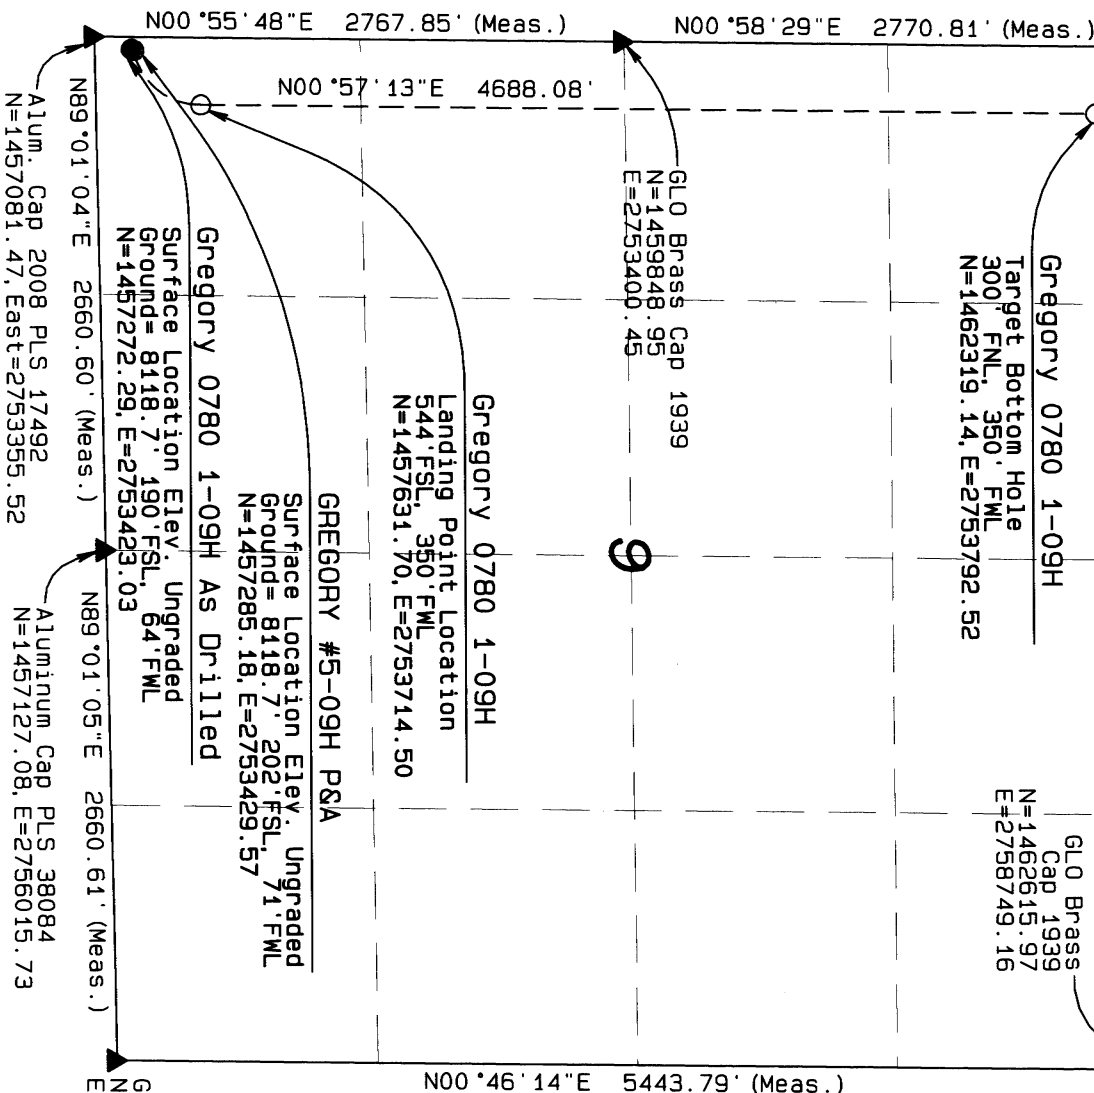 N00°55'48"E 2767.85' (Meas.)
N00°58'29"E 2770.81' (Meas.)
N00°57'13"E 4688.08'
Gregory 0780 1-09H
Target Bottom Hole
300' FNL, 350' FWL
N=1462319.14, E=2753792.52
GLO Brass Cap 1939
N=1459848.95
E=2753400.45
Gregory 0780 1-09H
Landing Point Location
544'FSL, 350'FWL
N=1457631.70, E=2753714.50
GREGORY #5-09H P&A
Surface Location Elev. Ungraded
Ground= 8118.7' 202'FSL, 71'FWL
N=1457285.18, E=2753429.57
Gregory 0780 1-09H As Drilled
Surface Location Elev. Ungraded
Ground= 8118.7' 190'FSL, 64'FWL
N=1457272.29, E=2753423.03
9
GLO Brass
Cap 1939
N=1462615.97
E=2758749.16
N89°01'04"E 2660.60' (Meas.)
N89°01'05"E 2660.61' (Meas.)
Alum. Cap 2008 PLS 17492
N=1457081.47, East=2753355.52
Aluminum Cap PLS 38084
N=1457127.08, E=2756015.73
N00°46'14"E 5443.79' (Meas.)